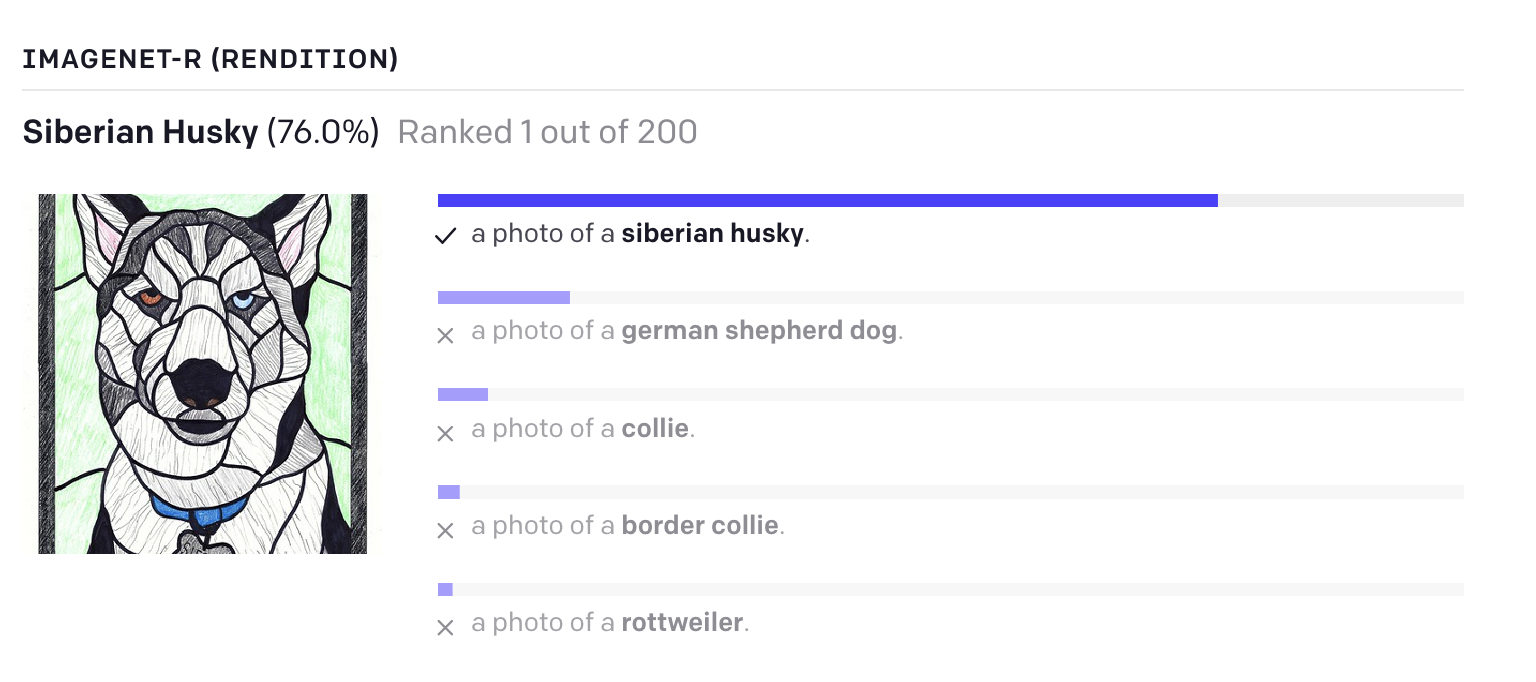 IMAGENET-R (RENDITION)
Siberian Husky (76.0%) Ranked 1 out of 200
a photo of a siberian husky.
a photo of a german shepherd dog.
a photo of a collie.
a photo of a border collie.
a photo of a rottweiler.